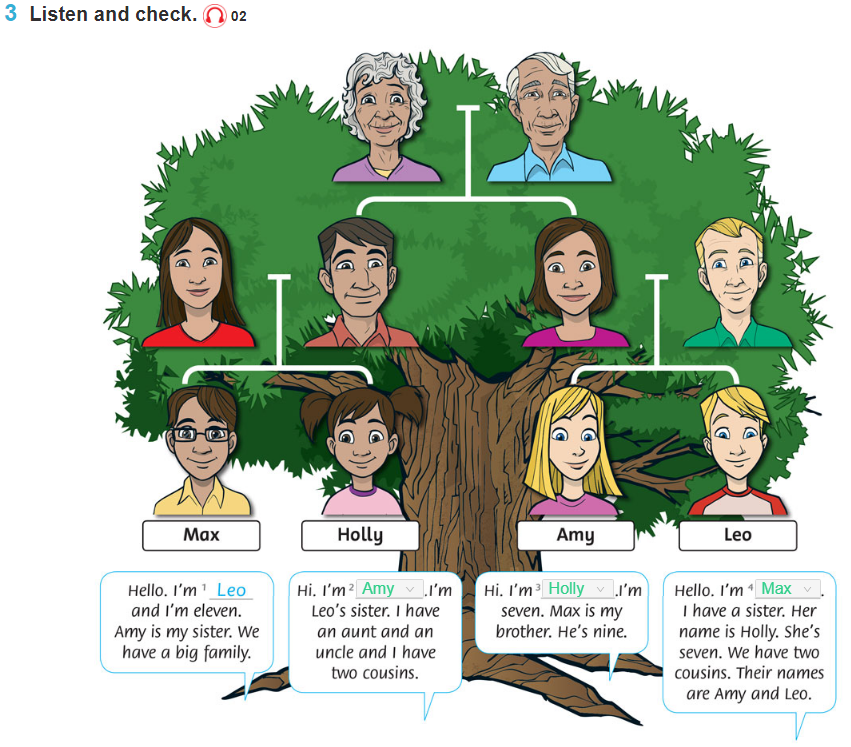 3 Listen and check. 02
Max
Holly
Amy
Leo
Hello. I'm ¹ Leo
and I'm eleven.
Amy is my sister. We
have a big family.
Hi. I'm ² Amy .I'm
Leo's sister. I have
an aunt and an
uncle and I have
two cousins.
Hi. I'm ³ Holly .I'm
seven. Max is my
brother. He's nine.
Hello. I'm ⁴ Max .
I have a sister. Her
name is Holly. She's
seven. We have two
cousins. Their names
are Amy and Leo.